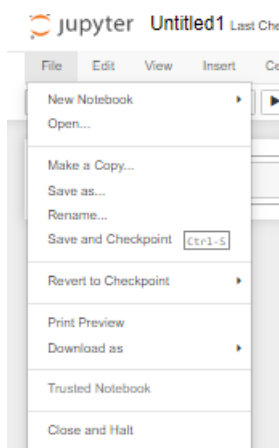 jupyter Untitled1 Last Che
File Edit View Insert Ce
New Notebook
Open...
Make a Copy...
Save as...
Rename...
Save and Checkpoint Ctrl-S
Revert to Checkpoint
Print Preview
Download as
Trusted Notebook
Close and Halt